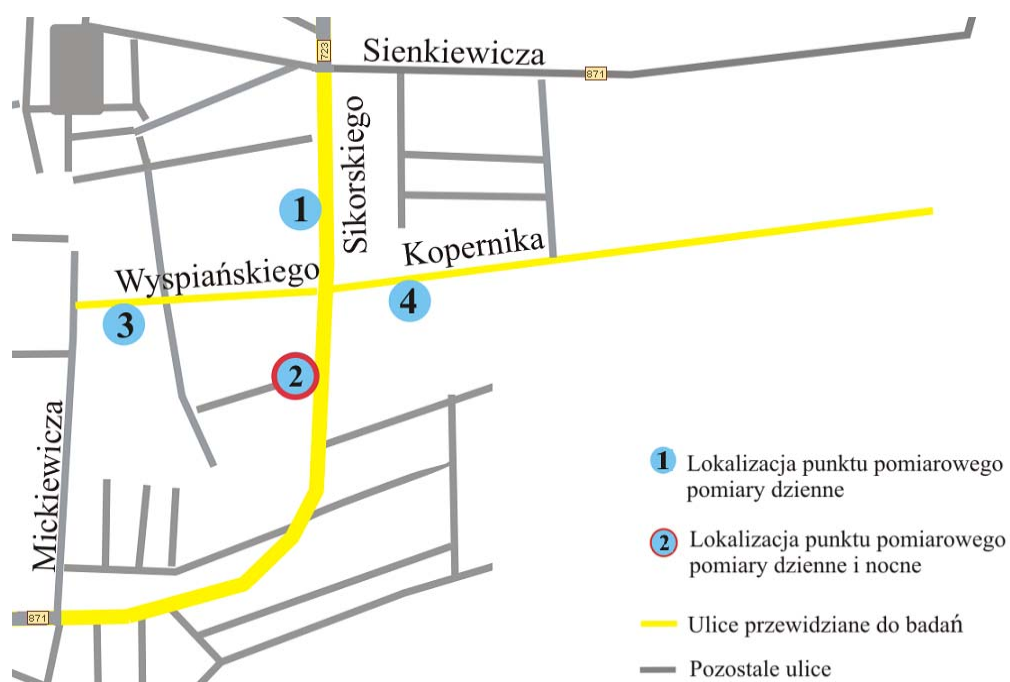 723
Sienkiewicza
871
Sikorskiego
1
Kopernika
Wyspiańskiego
4
3
2
Mickiewicza
871
1 Lokalizacja punktu pomiarowego
pomiary dzienne
2 Lokalizacja punktu pomiarowego
pomiary dzienne i nocne
Ulice przewidziane do badań
Pozostale ulice